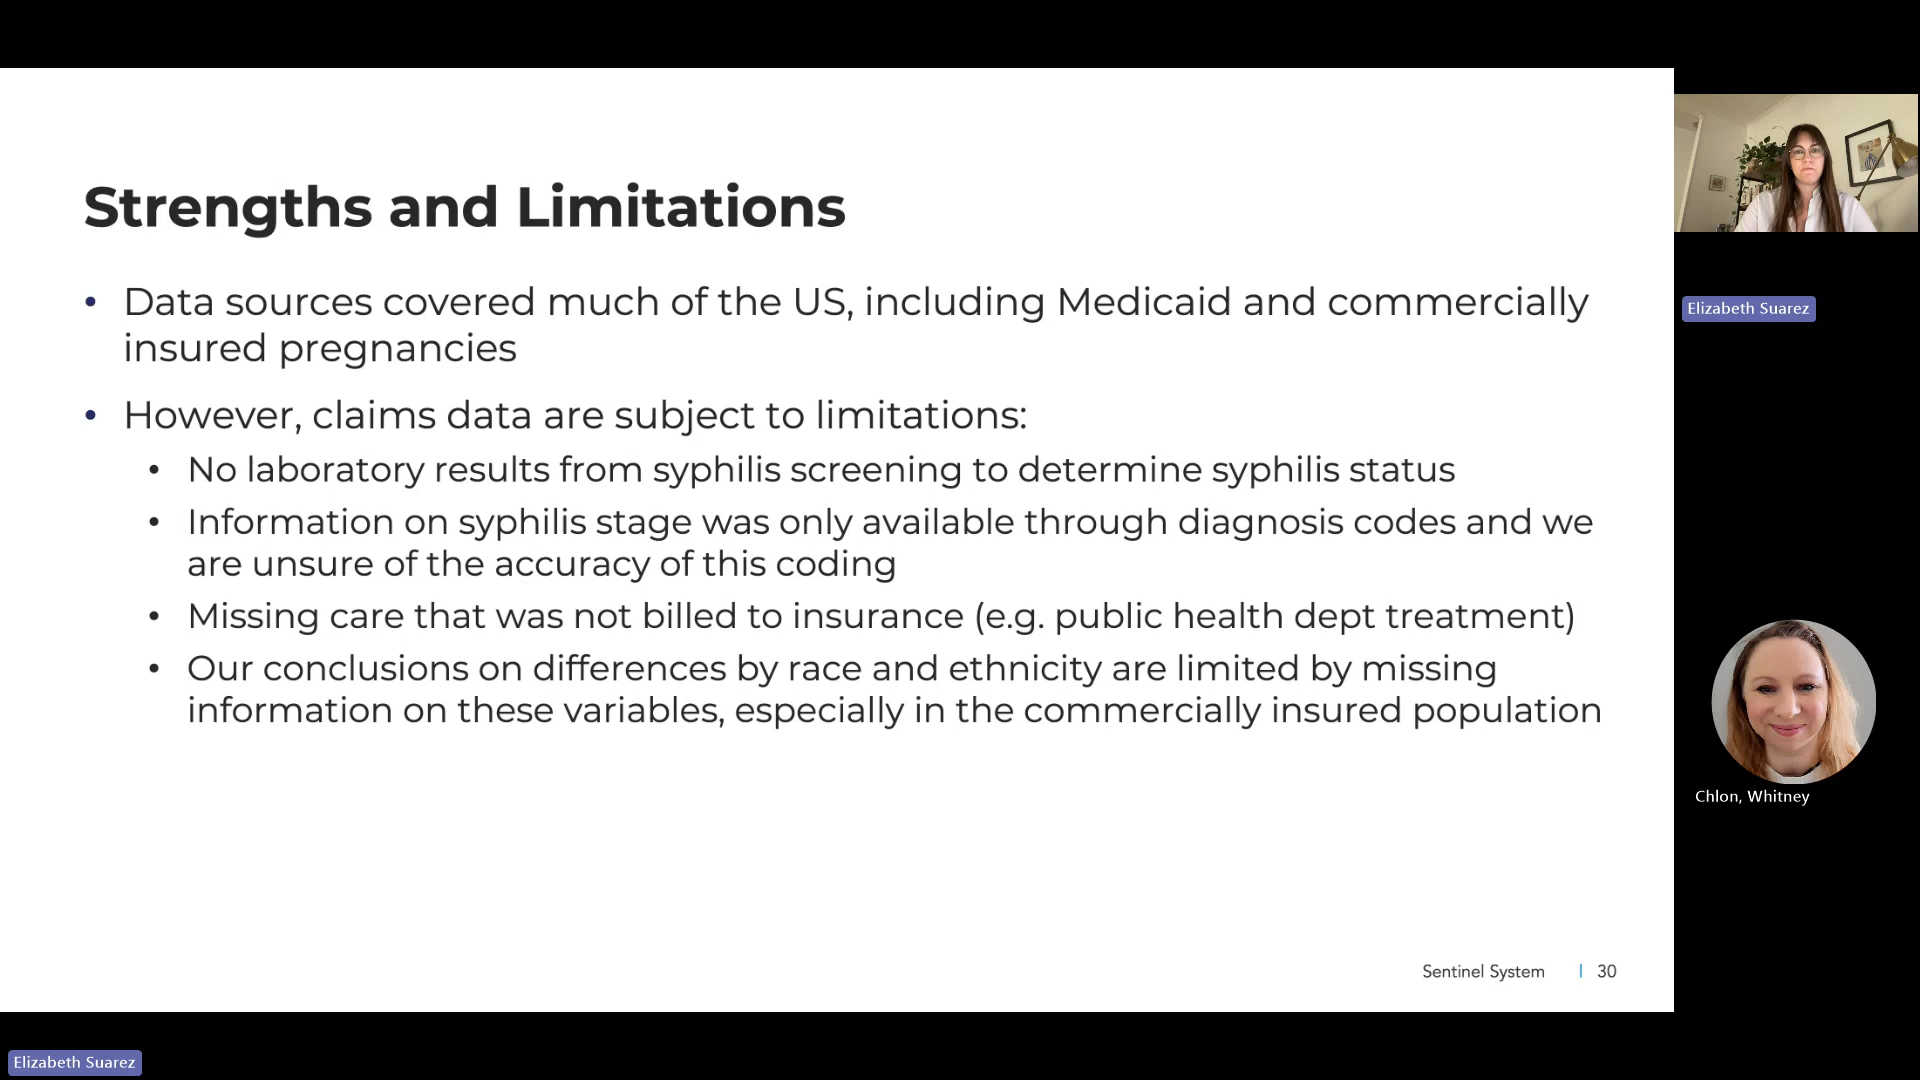 Strengths and Limitations
• Data sources covered much of the US, including Medicaid and commercially
insured pregnancies
• However, claims data are subject to limitations:
• No laboratory results from syphilis screening to determine syphilis status
• Information on syphilis stage was only available through diagnosis codes and we
are unsure of the accuracy of this coding
• Missing care that was not billed to insurance (e.g. public health dept treatment)
• Our conclusions on differences by race and ethnicity are limited by missing
information on these variables, especially in the commercially insured population
Sentinel System | 30
Elizabeth Suarez
Chlon, Whitney
Elizabeth Suarez